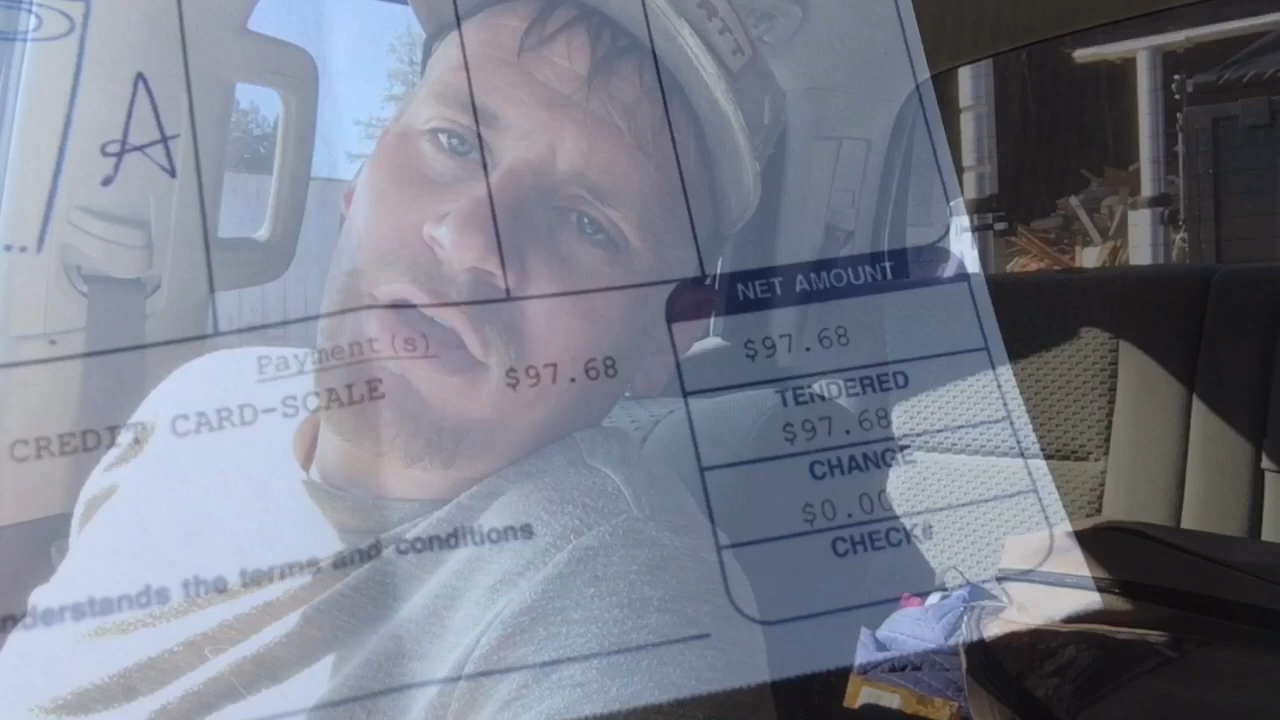 A
NET AMOUNT
Payment(s)
$97.68
$97.68
CREDIT CARD-SCALE
TENDERED
$97.68
CHANGE
$0.00
CHECK#
nderstands the terms and conditions